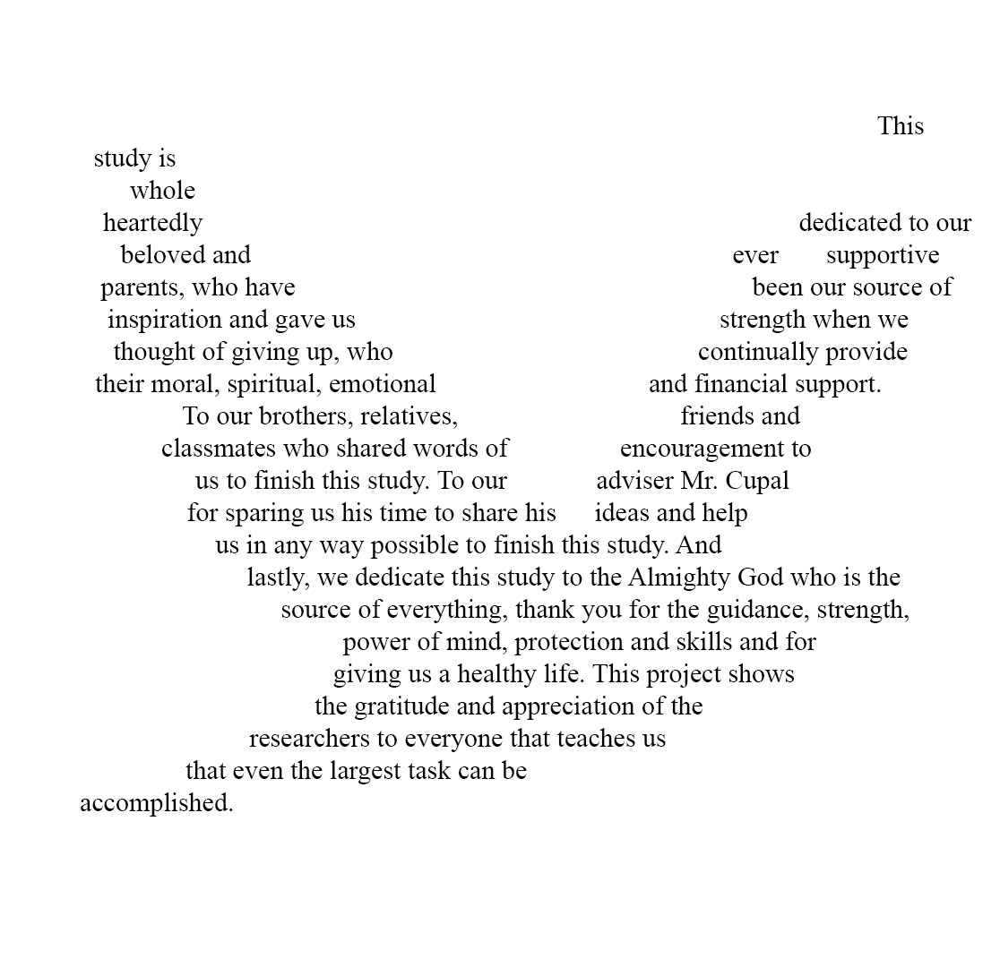 This
study is
whole
heartedly dedicated to our
beloved and ever supportive
parents, who have been our source of
inspiration and gave us strength when we
thought of giving up, who continually provide
their moral, spiritual, emotional and financial support.
To our brothers, relatives, friends and
classmates who shared words of encouragement to
us to finish this study. To our adviser Mr. Cupal
for sparing us his time to share his ideas and help
us in any way possible to finish this study. And
lastly, we dedicate this study to the Almighty God who is the
source of everything, thank you for the guidance, strength,
power of mind, protection and skills and for
giving us a healthy life. This project shows
the gratitude and appreciation of the
researchers to everyone that teaches us
that even the largest task can be
accomplished.